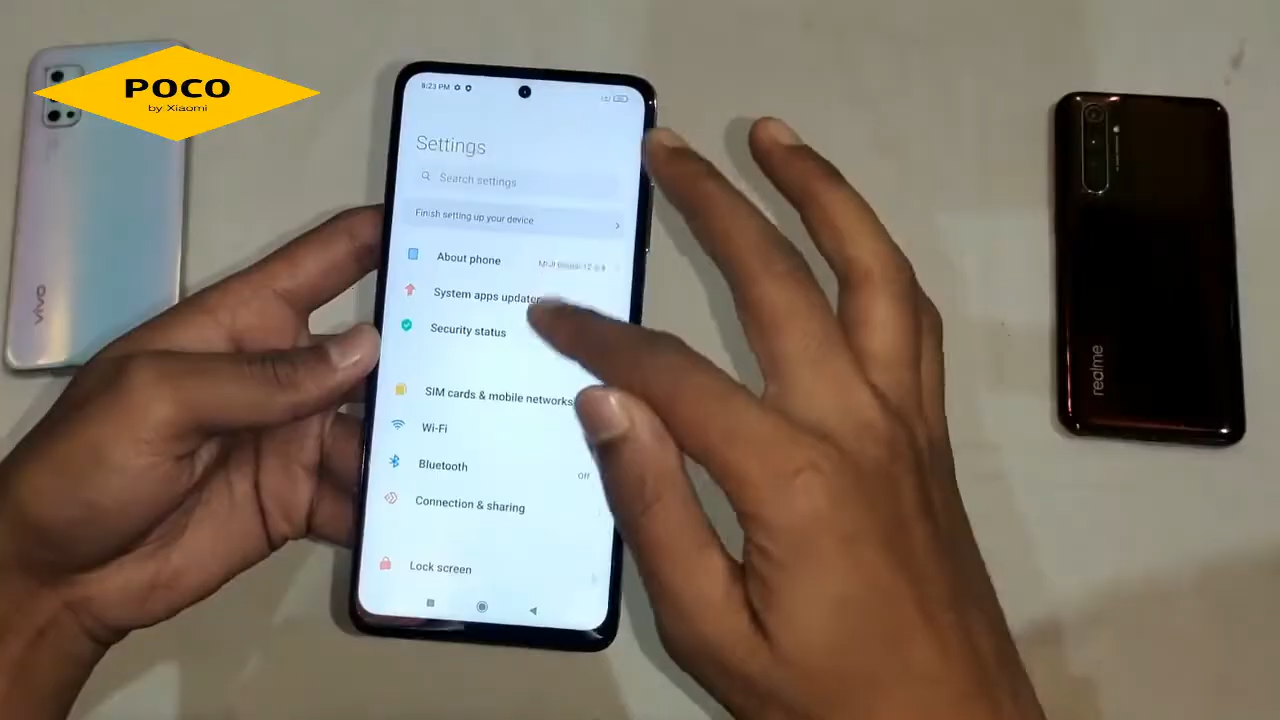 POCO
by Xiaomi
8:23 PM
Settings
Search settings
Finish setting up your device
About phone
System apps updater
Security status
SIM cards & mobile networks
Wi-Fi
Bluetooth
Off
Connection & sharing
Lock screen
vivo
realme